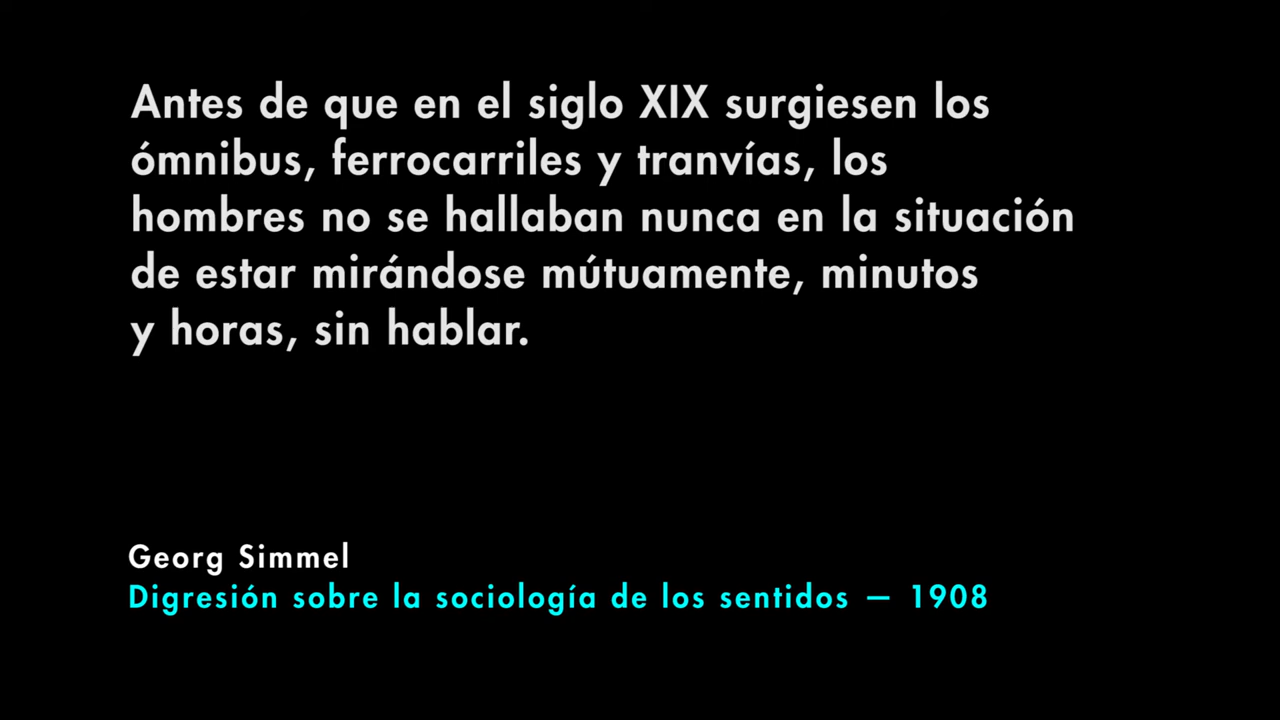 Antes de que en el siglo XIX surgiesen los
ómnibus, ferrocarriles y tranvías, los
hombres no se hallaban nunca en la situación
de estar mirándose mútuamente, minutos
y horas, sin hablar.
Georg Simmel
Digresión sobre la sociología de los sentidos — 1908